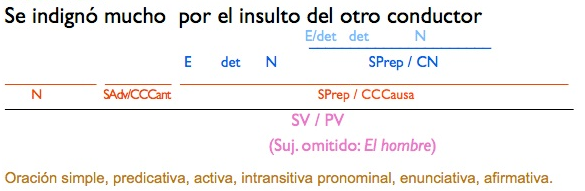 Se indignó mucho por el insulto del otro conductor
E/det det N
E det N SPrep / CN
N SAdv/CCCant SPrep / CCCausa
SV / PV
(Suj. omitido: El hombre)
Oración simple, predicativa, activa, intransitiva pronominal, enunciativa, afirmativa.